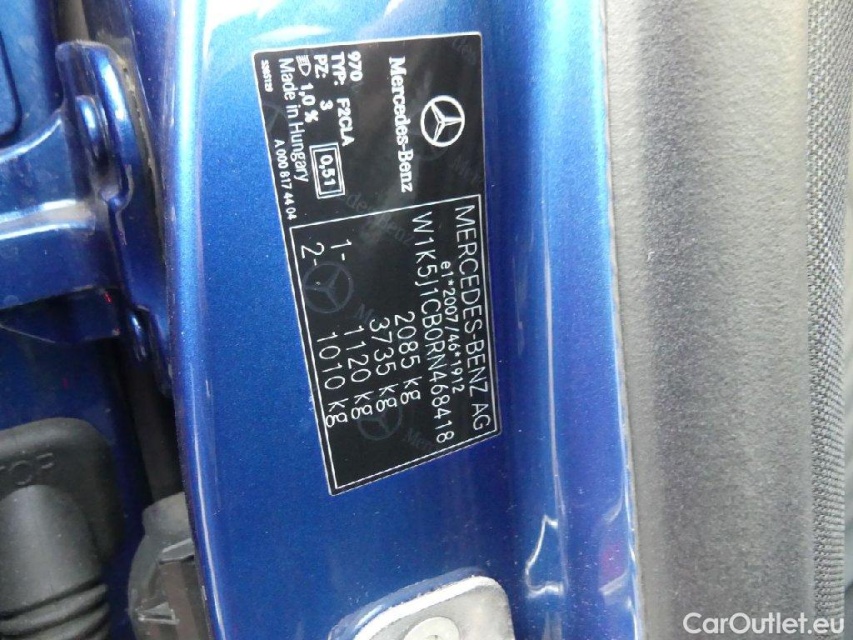 Mercedes-Benz
970
TYP: F2CLA
PZ: 3
1,0 %
0,51
Made in Hungary
A 000 817 44 04
MERCEDES-BENZ AG
e1*2007/46*1912
W1K5J1CB0RN468418
2085 kg
3735 kg
1- 1120 kg
2- 1010 kg
CarOutlet.eu